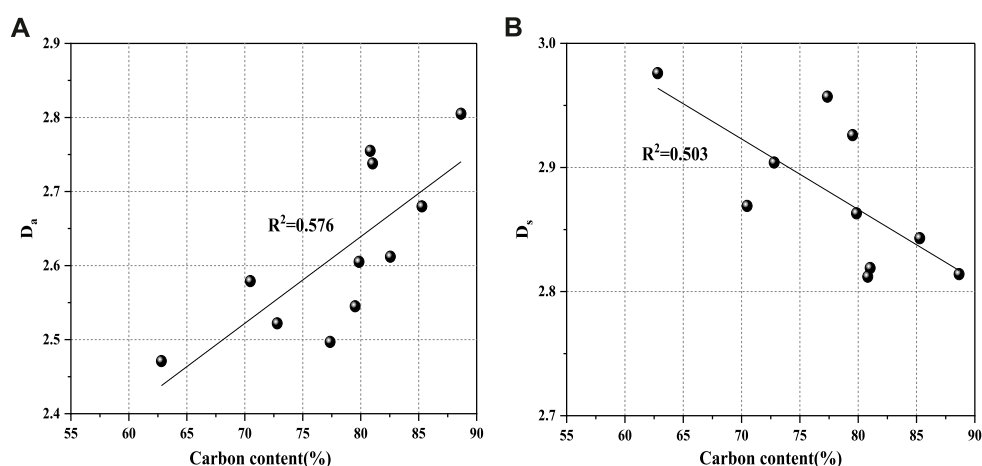 A
2.9
2.8
2.7
2.6
2.5
2.4
D_a
R²=0.576
55 60 65 70 75 80 85 90
Carbon content(%)
B
3.0
2.9
2.8
2.7
D_s
R²=0.503
55 60 65 70 75 80 85 90
Carbon content(%)